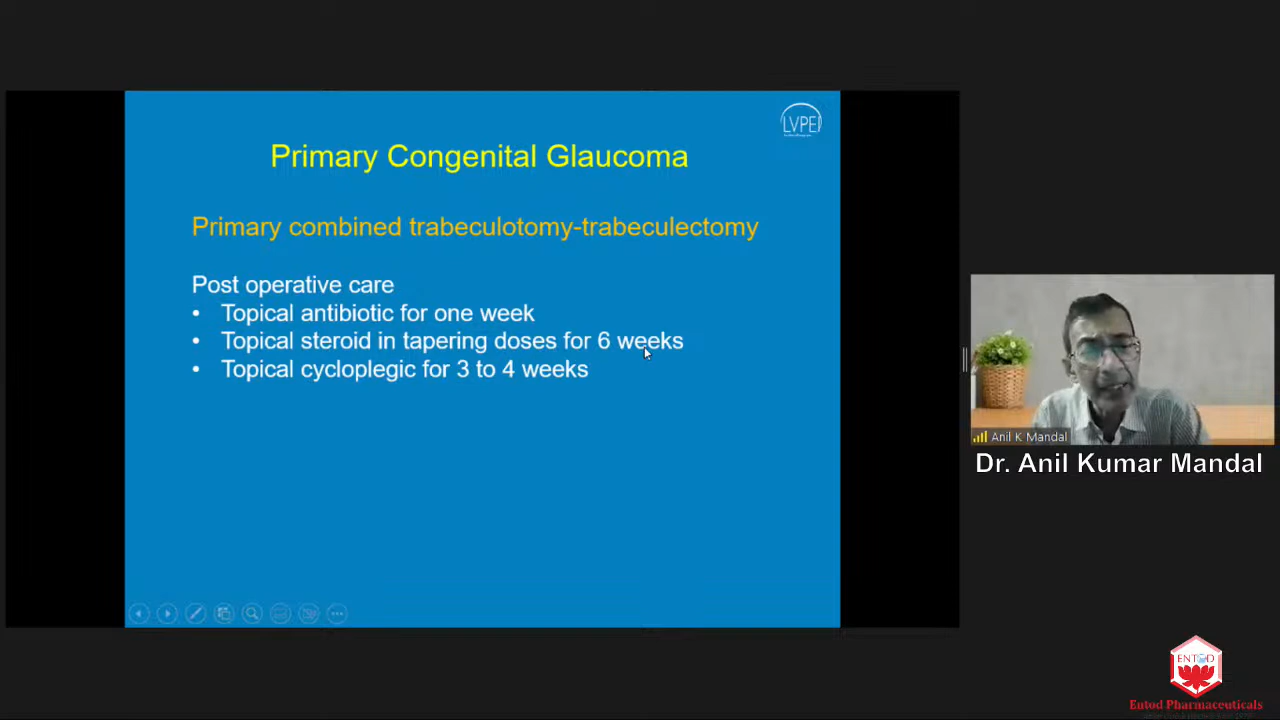 LVPEI
Primary Congenital Glaucoma
Primary combined trabeculotomy-trabeculectomy
Post operative care
• Topical antibiotic for one week
• Topical steroid in tapering doses for 6 weeks
• Topical cycloplegic for 3 to 4 weeks
Anil K Mandal
Dr. Anil Kumar Mandal
ENTOD
Entod Pharmaceuticals